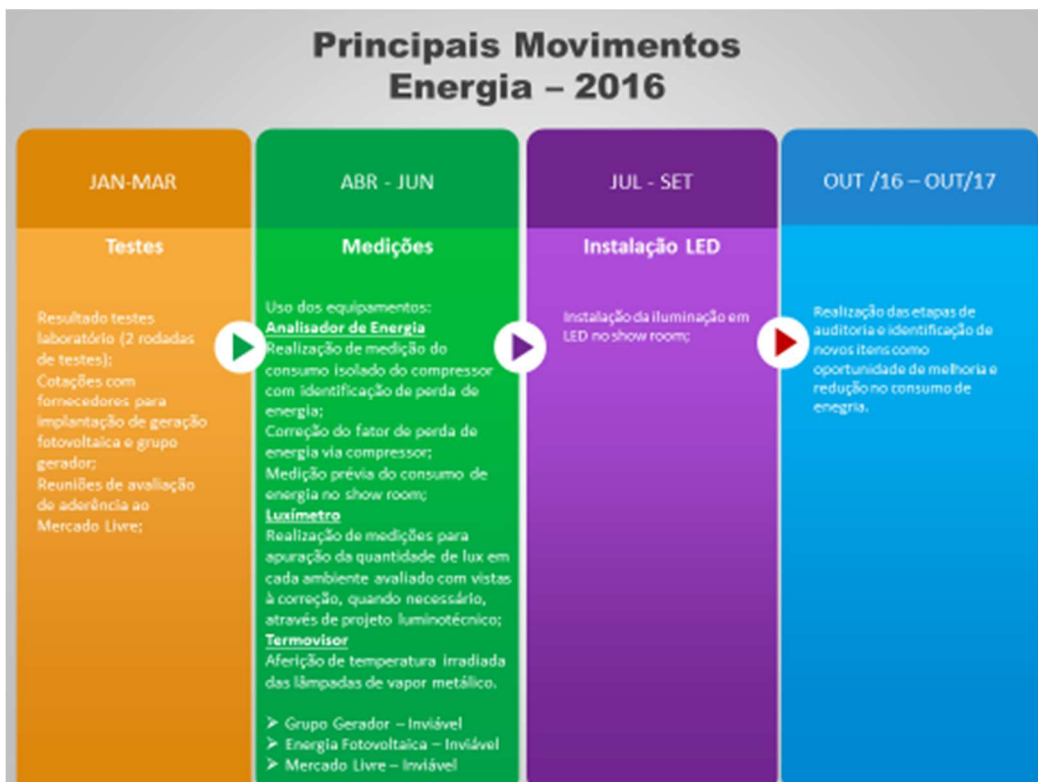 Principais Movimentos
Energia – 2016
JAN-MAR
Testes
Resultado testes
laboratório (2 rodadas
de testes);
Cotações com
fornecedores para
implantação de geração
fotovoltaica e grupo
gerador;
Reuniões de avaliação
de aderência ao
Mercado Livre;
ABR - JUN
Medições
Uso dos equipamentos:
Analisador de Energia
Realização de medição do
consumo isolado do compressor
com identificação de perda de
energia;
Correção do fator de perda de
energia via compressor;
Medição prévia do consumo de
energia no show room;
Luxímetro
Realização de medições para
apuração da quantidade de lux em
cada ambiente avaliado com vistas
à correção, quando necessário,
através de projeto luminotécnico;
Termovisor
Aferição de temperatura irradiada
das lâmpadas de vapor metálico.
➢ Grupo Gerador – Inviável
➢ Energia Fotovoltaica – Inviável
➢ Mercado Livre – Inviável
JUL - SET
Instalação LED
Instalação da iluminação em
LED no show room;
OUT /16 – OUT/17
Realização das etapas de
auditoria e identificação de
novos itens como
oportunidade de melhoria e
redução no consumo de
enegria.